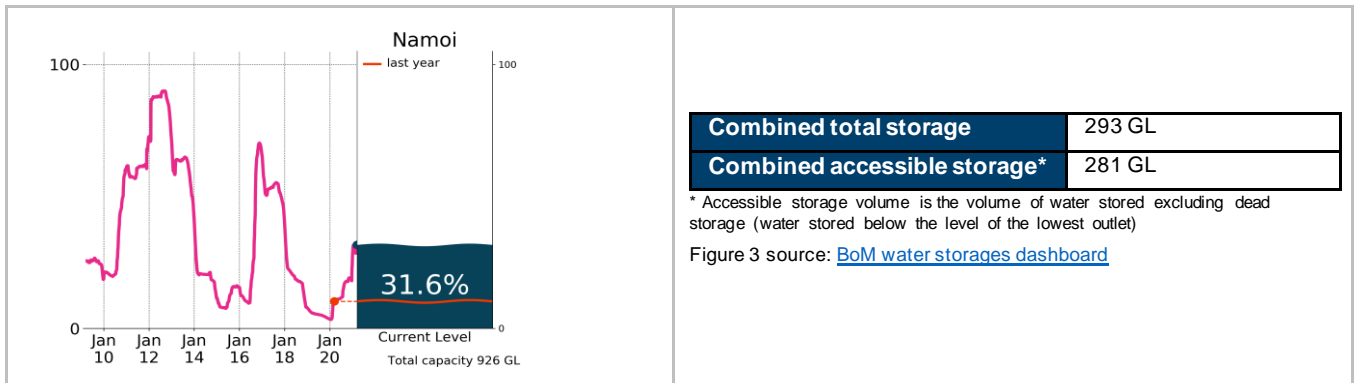 Namoi
last year
100
100
31.6%
0
0
Jan 10
Jan 12
Jan 14
Jan 16
Jan 18
Jan 20
Current Level
Total capacity 926 GL
Combined total storage 293 GL
Combined accessible storage* 281 GL
* Accessible storage volume is the volume of water stored excluding dead
storage (water stored below the level of the lowest outlet)
Figure 3 source: BoM water storages dashboard